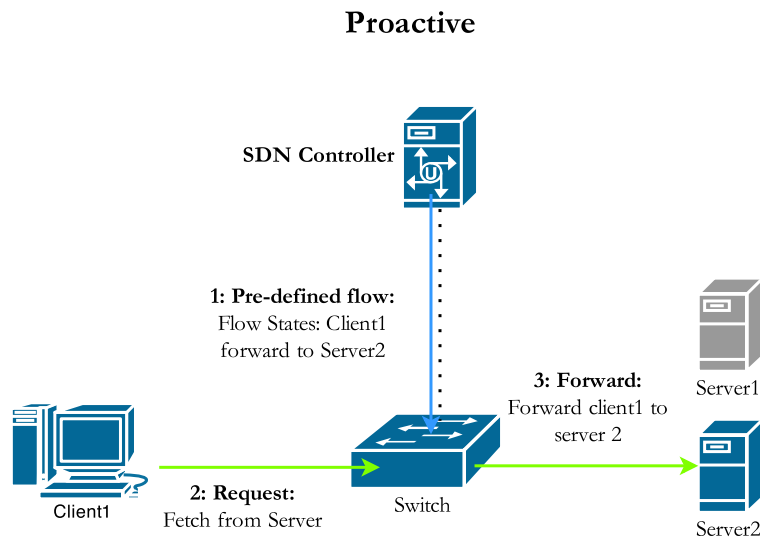 Proactive
SDN Controller
U
1: Pre-defined flow:
Flow States: Client1
forward to Server2
Server1
3: Forward:
Forward client1 to
server 2
Client1
2: Request:
Fetch from Server
Switch
Server2